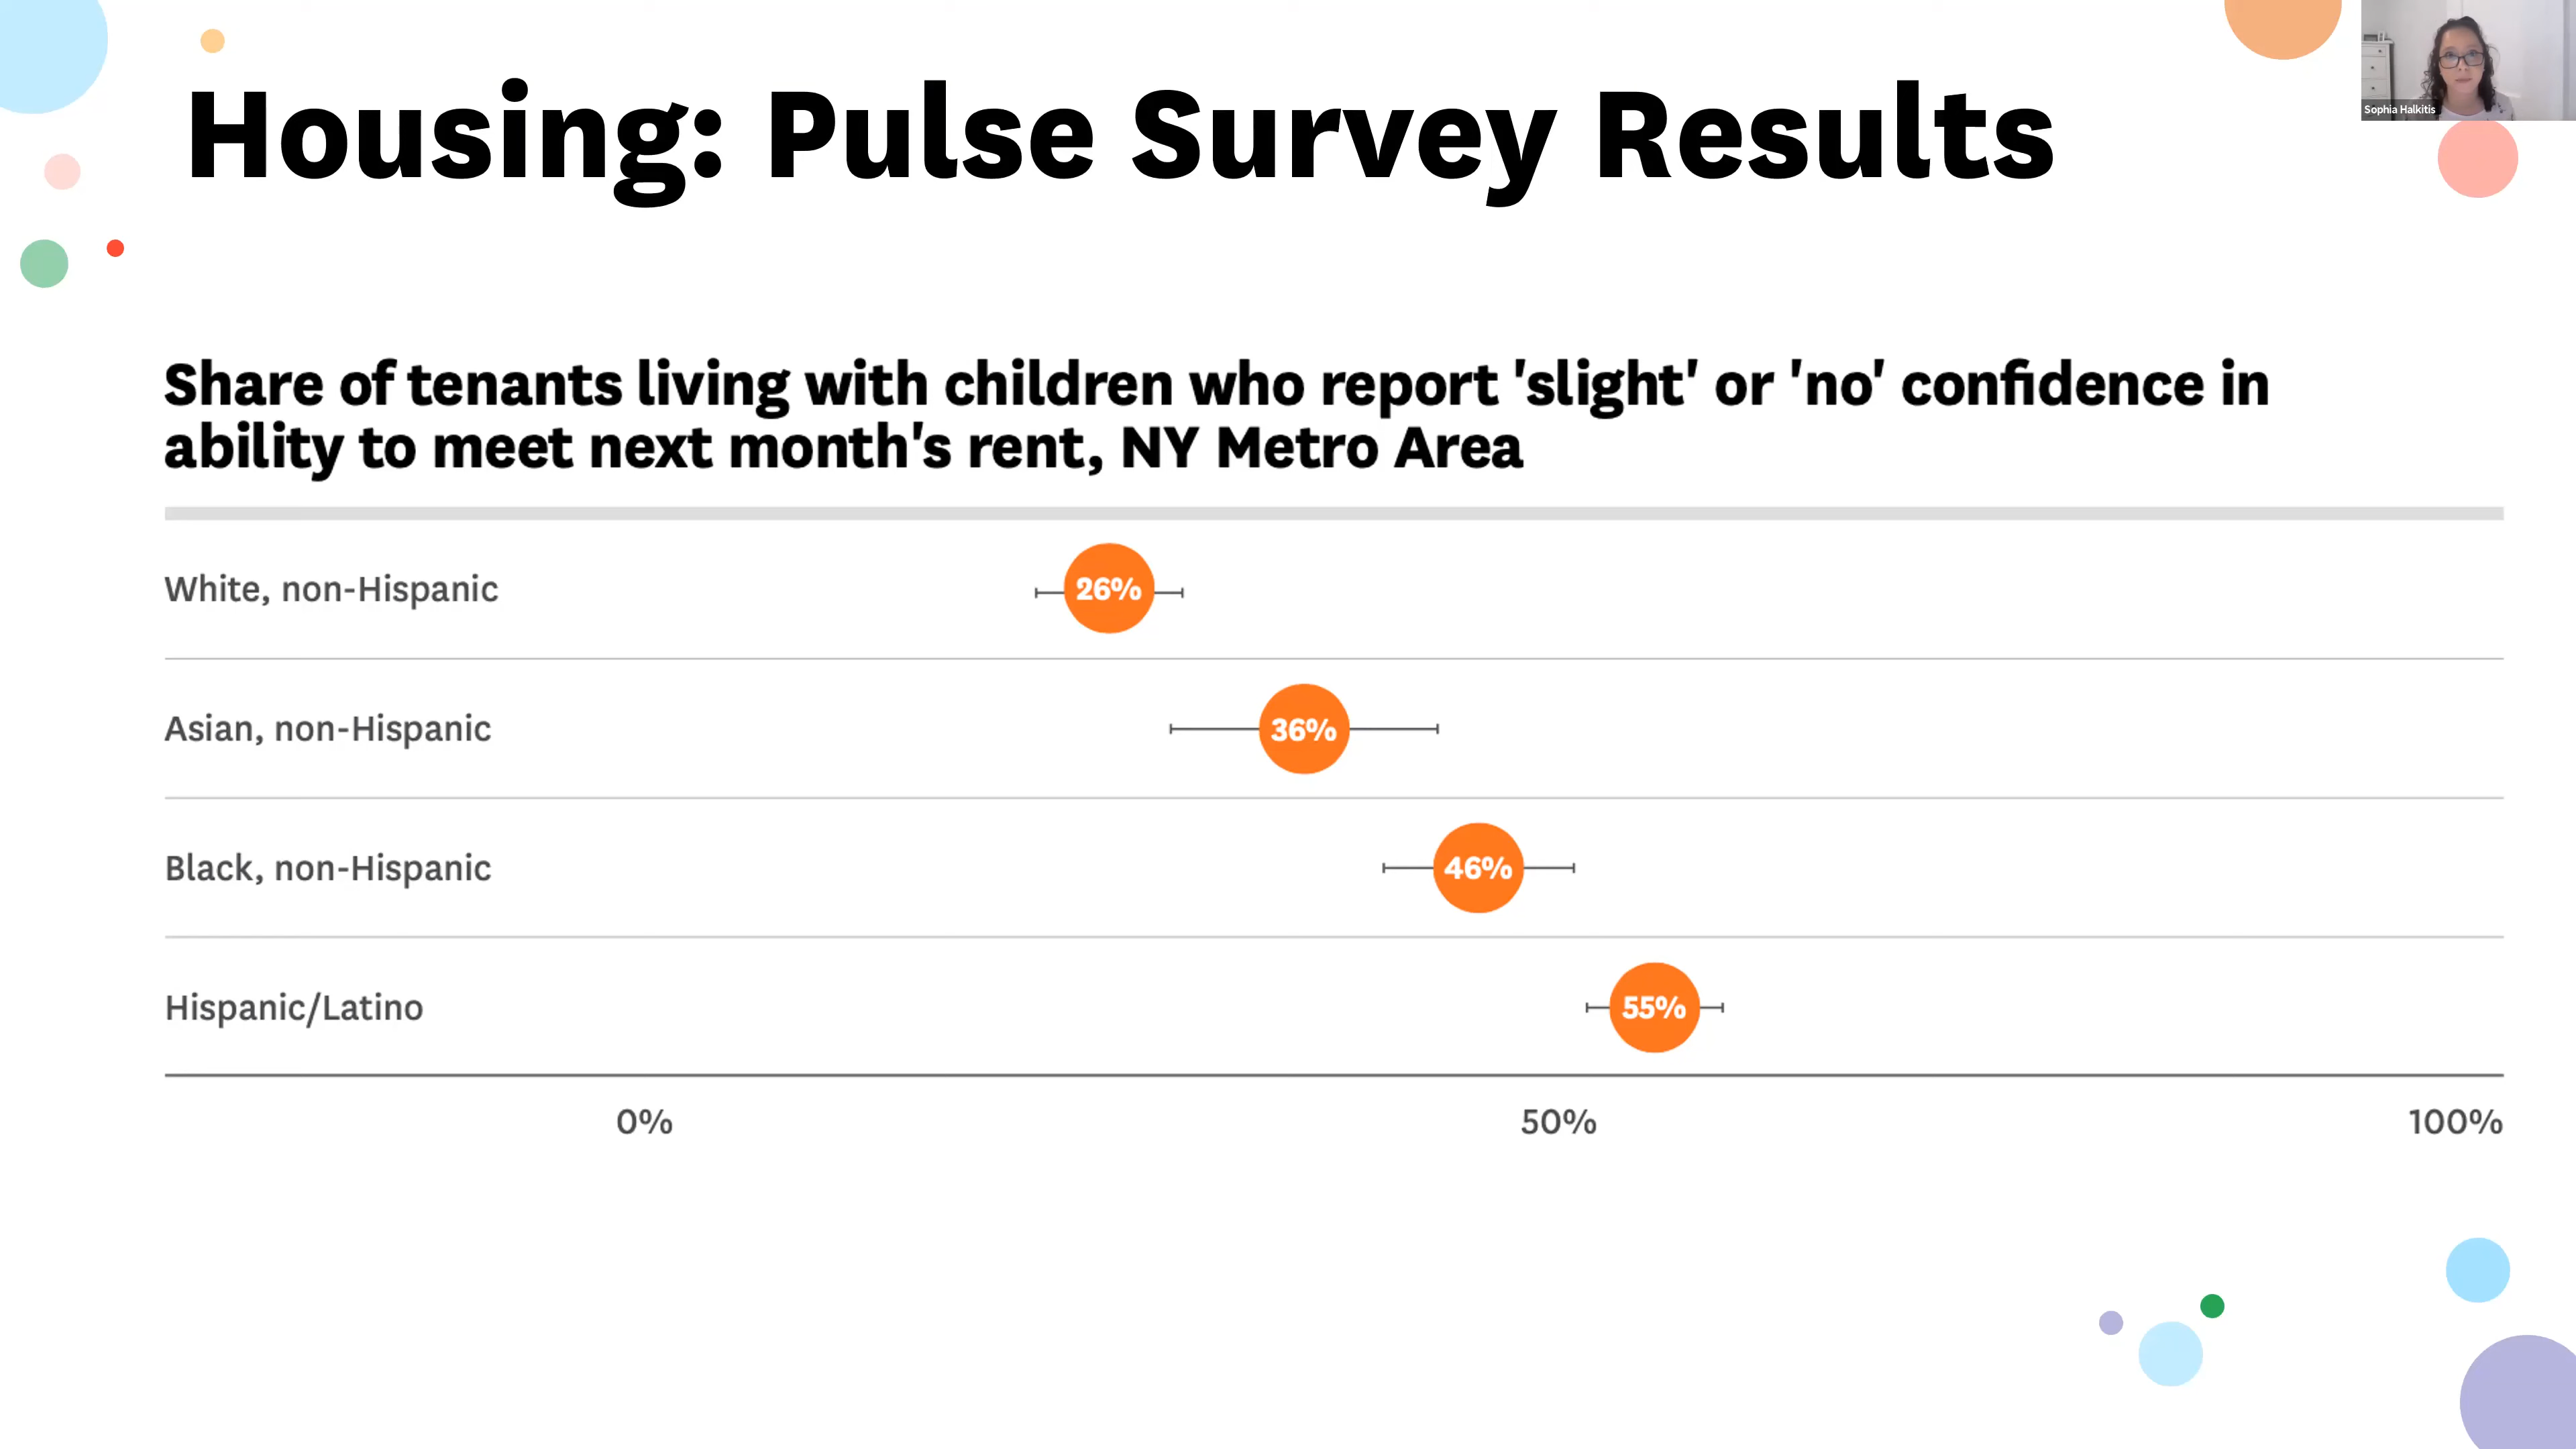 Housing: Pulse Survey Results
Sophia Halkitis
Share of tenants living with children who report 'slight' or 'no' confidence in
ability to meet next month's rent, NY Metro Area
White, non-Hispanic
26%
Asian, non-Hispanic
36%
Black, non-Hispanic
46%
Hispanic/Latino
55%
0%
50%
100%